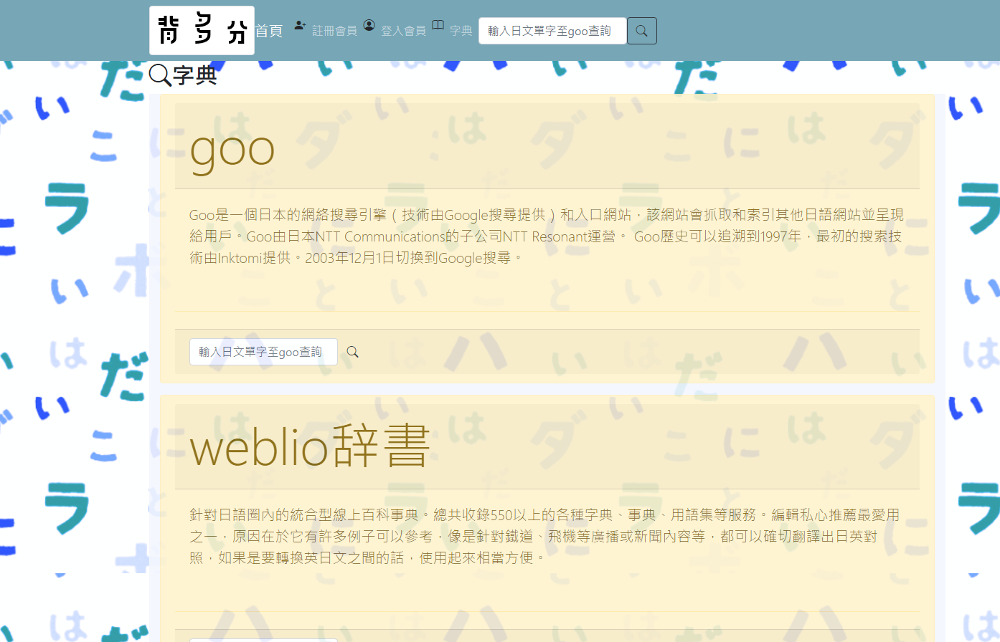 背多分 首頁 註冊會員 登入會員 字典 輸入日文單字至goo查詢
字典
goo
Goo是一個日本的網絡搜尋引擎（技術由Google搜尋提供）和入口網站，該網站會抓取和索引其他日語網站並呈現
給用戶。Goo由日本NTT Communications的子公司NTT Resonant運營。 Goo歷史可以追溯到1997年，最初的搜索技
術由Inktomi提供。2003年12月1日切換到Google搜尋。
輸入日文單字至goo查詢
weblio辞書
針對日語圈內的統合型線上百科事典。總共收錄550以上的各種字典、事典、用語集等服務。編輯私心推薦最愛用
之一，原因在於它有許多例子可以參考，像是針對鐵道、飛機等廣播或新聞內容等，都可以確切翻譯出日英對
照，如果是要轉換英日文之間的話，使用起來相當方便。